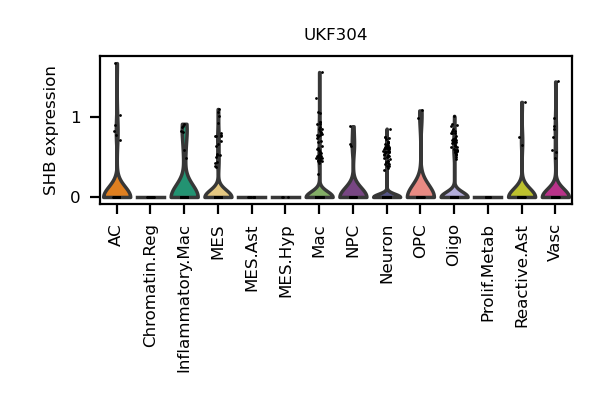 UKF304
SHB expression
1
0
AC
Chromatin.Reg
Inflammatory.Mac
MES
MES.Ast
MES.Hyp
Mac
NPC
Neuron
OPC
Oligo
Prolif.Metab
Reactive.Ast
Vasc